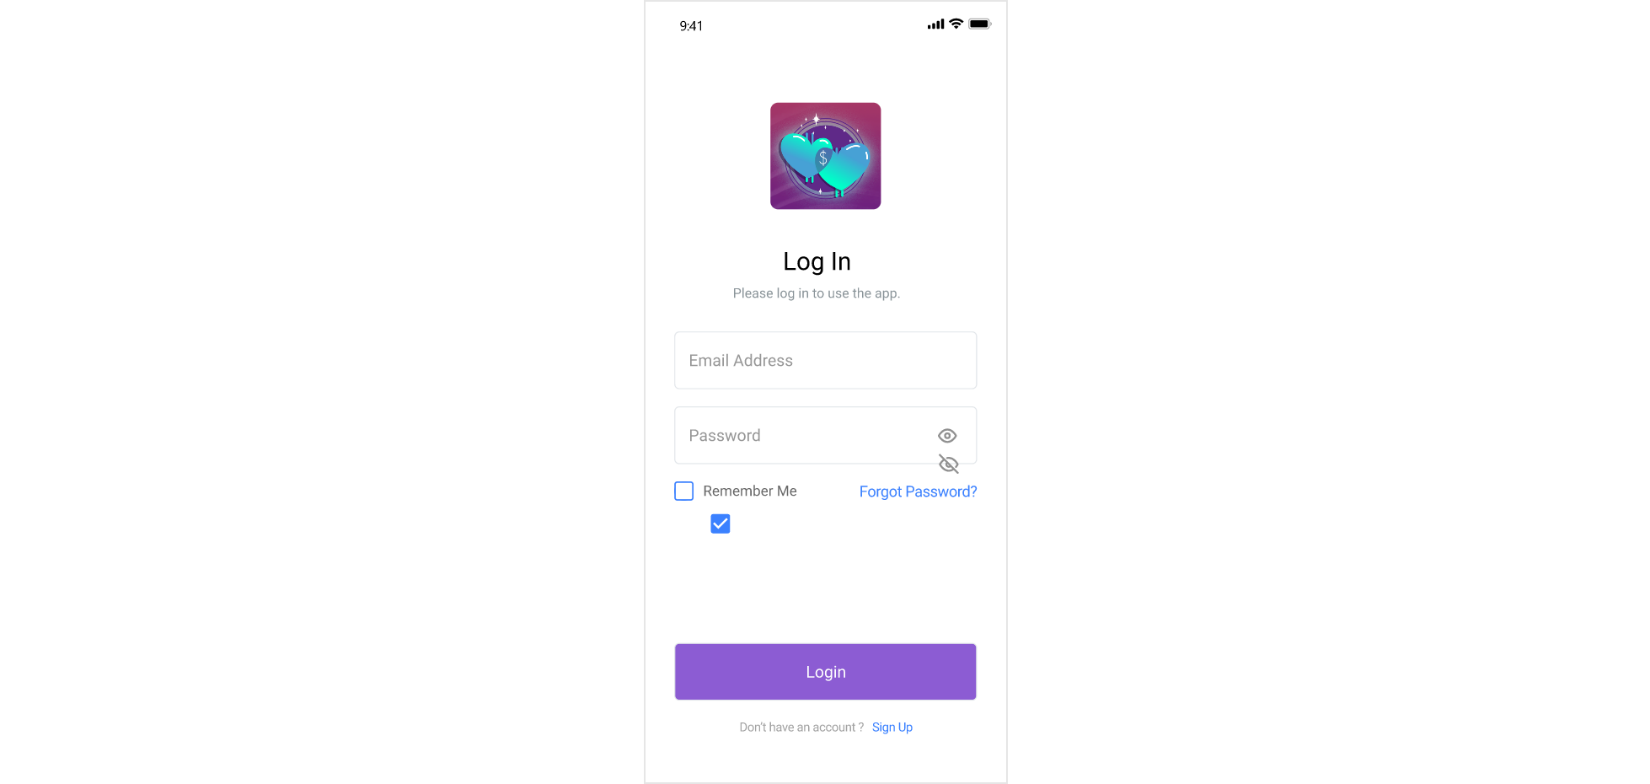 9:41
$
Log In
Please log in to use the app.
Email Address
Password
Remember Me
Forgot Password?
Login
Don't have an account ? Sign Up